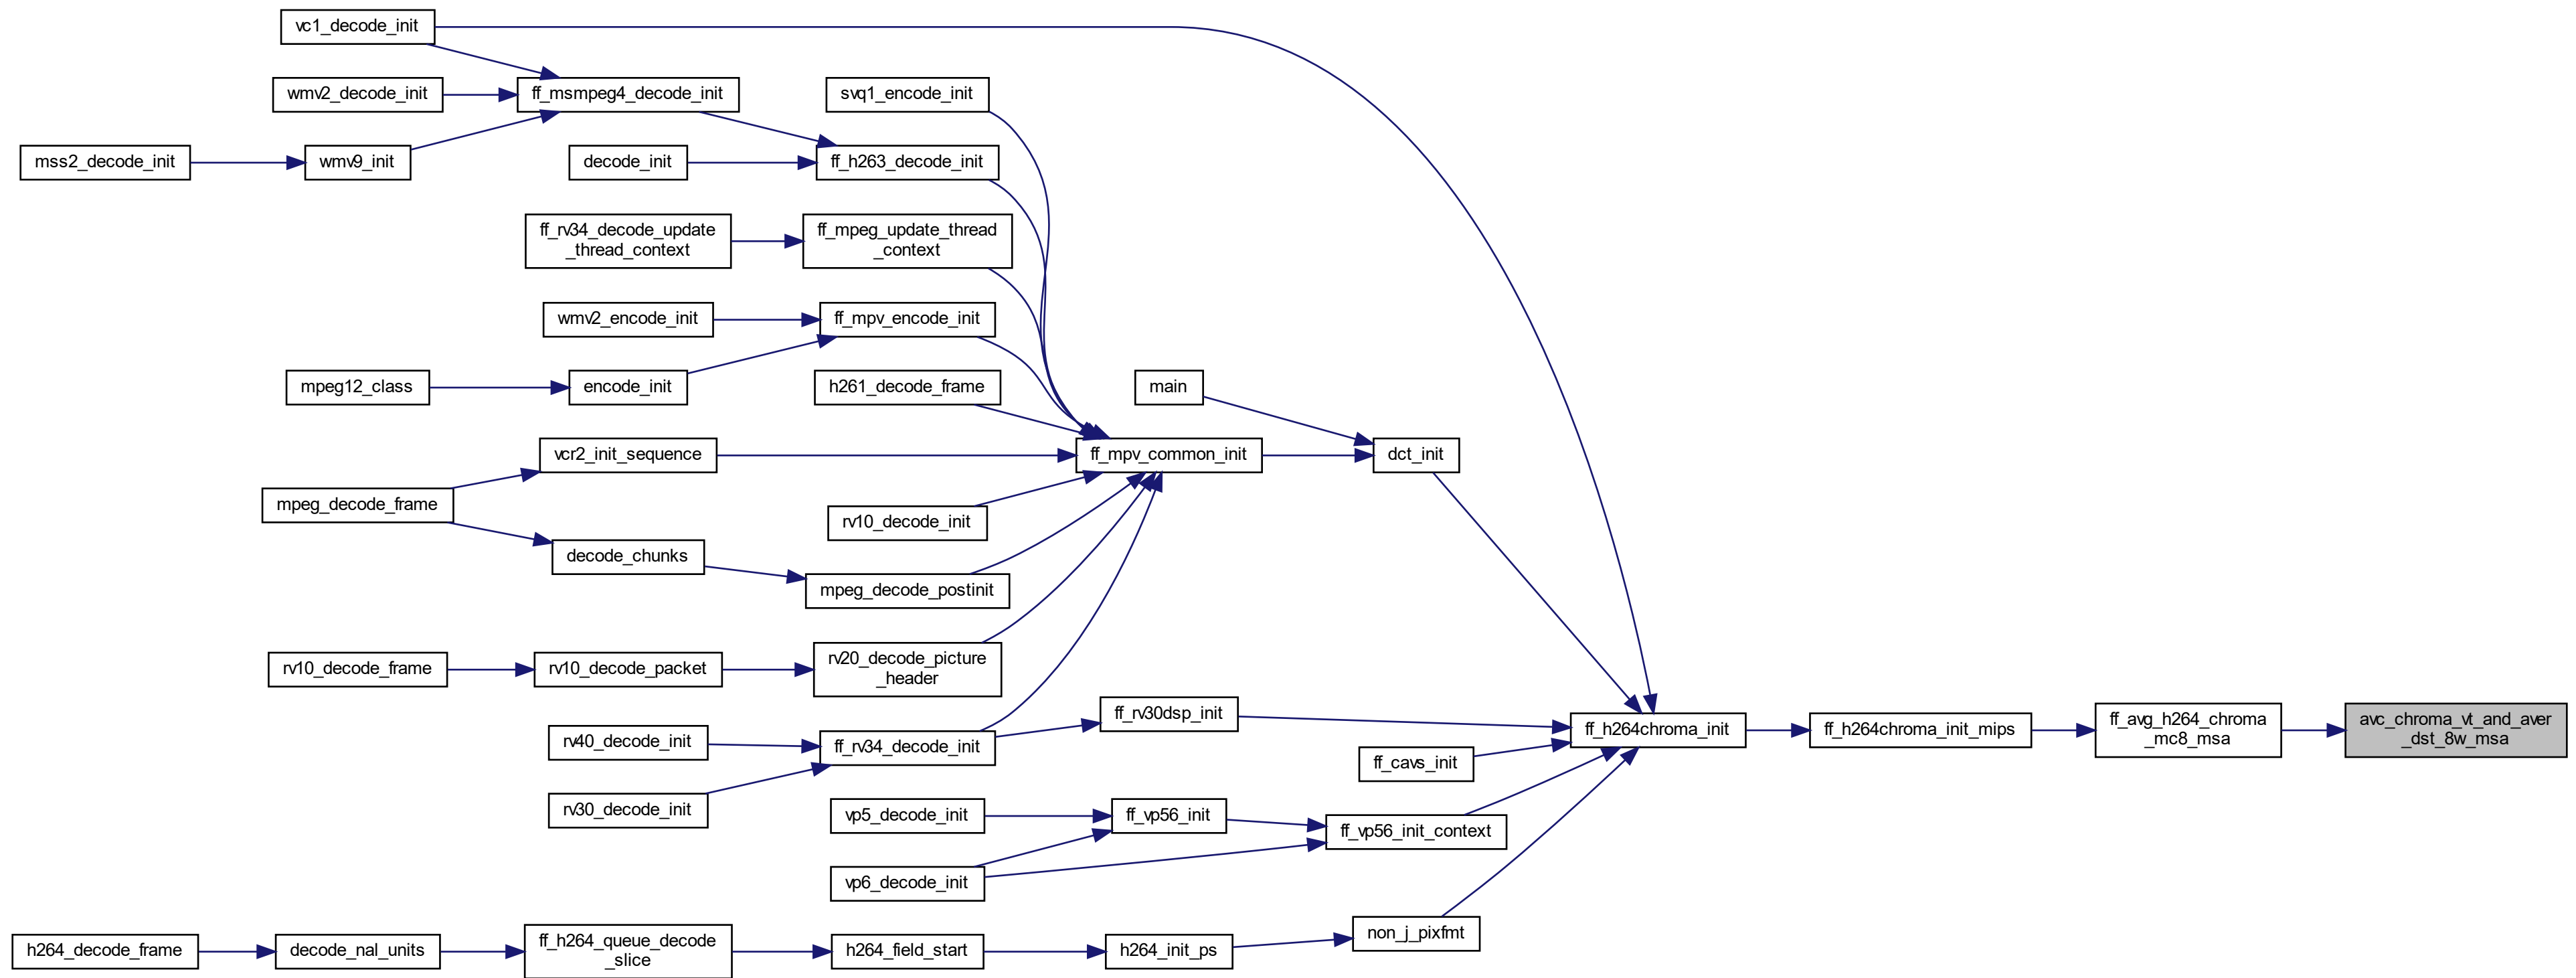 vc1_decode_init
wmv2_decode_init
ff_msmpeg4_decode_init
svq1_encode_init
mss2_decode_init
wmv9_init
decode_init
ff_h263_decode_init
ff_rv34_decode_update
_thread_context
ff_mpeg_update_thread
_context
wmv2_encode_init
ff_mpv_encode_init
mpeg12_class
encode_init
h261_decode_frame
main
vcr2_init_sequence
ff_mpv_common_init
dct_init
mpeg_decode_frame
rv10_decode_init
decode_chunks
mpeg_decode_postinit
rv10_decode_frame
rv10_decode_packet
rv20_decode_picture
_header
ff_rv30dsp_init
ff_h264chroma_init
ff_h264chroma_init_mips
ff_avg_h264_chroma
_mc8_msa
avc_chroma_vt_and_aver
_dst_8w_msa
rv40_decode_init
ff_rv34_decode_init
ff_cavs_init
rv30_decode_init
vp5_decode_init
ff_vp56_init
ff_vp56_init_context
vp6_decode_init
non_j_pixfmt
h264_decode_frame
decode_nal_units
ff_h264_queue_decode
_slice
h264_field_start
h264_init_ps